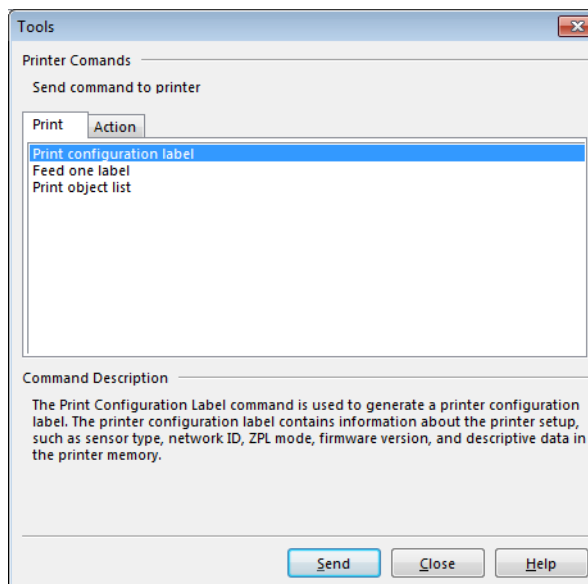 Tools
Printer Comands
Send command to printer
Print
Action
Print configuration label
Feed one label
Print object list
Command Description
The Print Configuration Label command is used to generate a printer configuration
label. The printer configuration label contains information about the printer setup,
such as sensor type, network ID, ZPL mode, firmware version, and descriptive data in
the printer memory.
Send
Close
Help